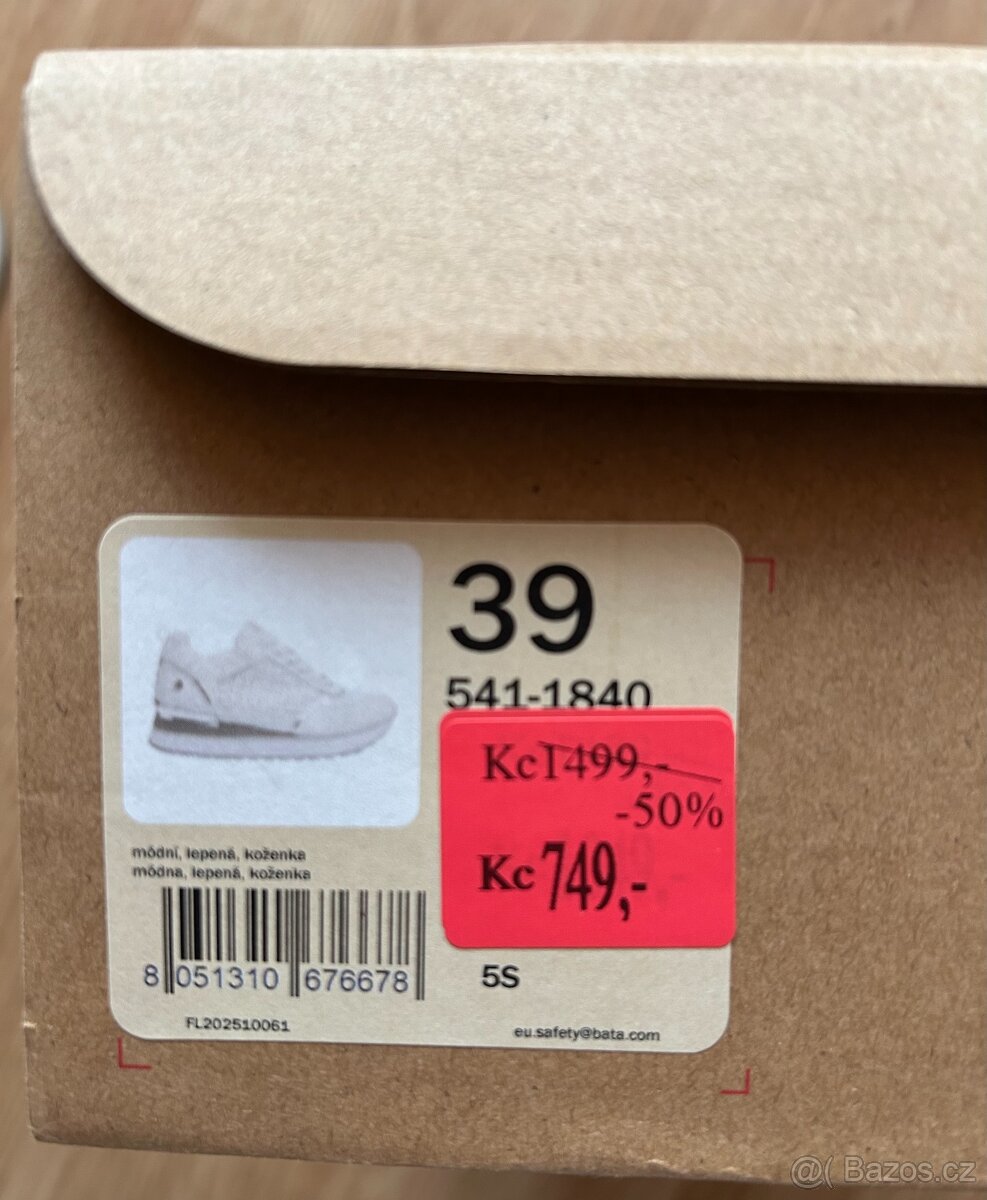 39
541-1840
Kc1499,-
-50%
Kc 749,-
módní, lepená, koženka
módna, lepená, koženka
8 051310 676678
5S
FL202510061
eu.safety@bata.com
@( Bazos.cz